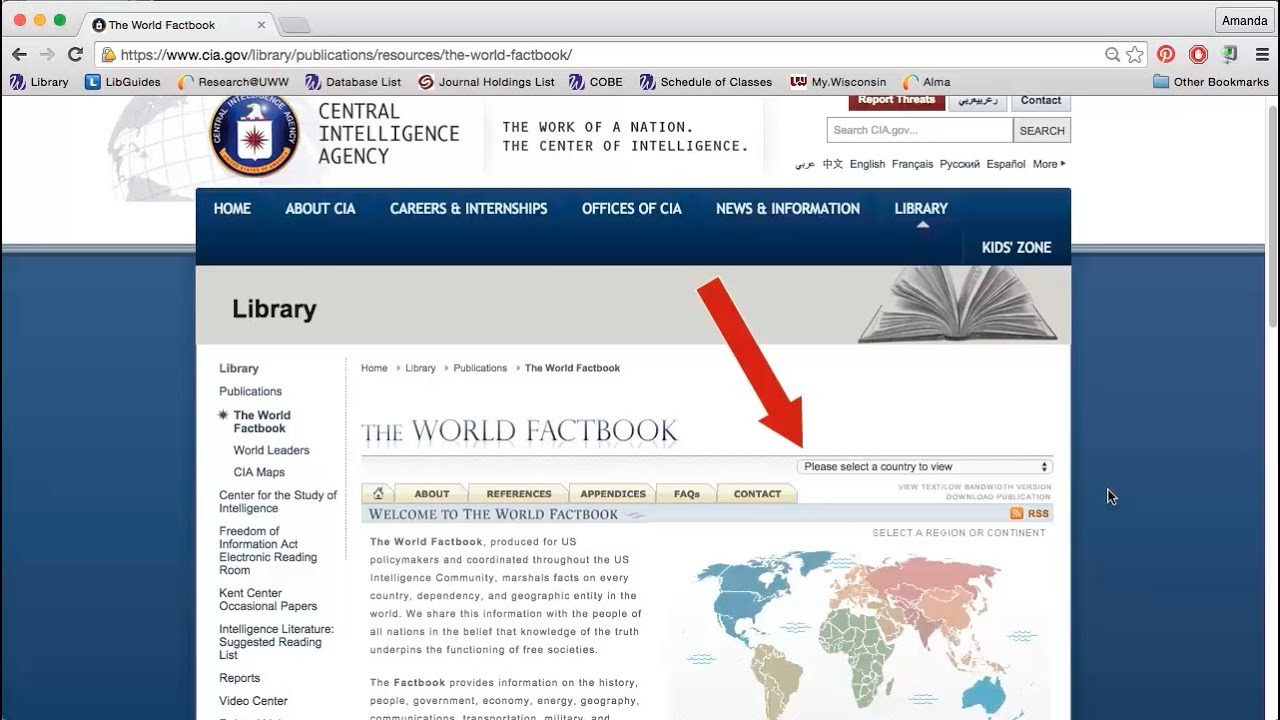 The World Factbook
Amanda
https://www.cia.gov/library/publications/resources/the-world-factbook/
Library
LibGuides
Research@UWW
Database List
Journal Holdings List
COBE
Schedule of Classes
My.Wisconsin
Alma
Other Bookmarks
CENTRAL
INTELLIGENCE
AGENCY
THE WORK OF A NATION.
THE CENTER OF INTELLIGENCE.
Report Threats
Contact
Search CIA.gov...
SEARCH
عربي 中文 English Français Русский Español More
HOME
ABOUT CIA
CAREERS & INTERNSHIPS
OFFICES OF CIA
NEWS & INFORMATION
LIBRARY
KIDS' ZONE
Library
Library
Publications
The World
Factbook
World Leaders
CIA Maps
Center for the Study of
Intelligence
Freedom of
Information Act
Electronic Reading
Room
Kent Center
Occasional Papers
Intelligence Literature:
Suggested Reading
List
Reports
Video Center
Home » Library » Publications » The World Factbook
THE WORLD FACTBOOK
Please select a country to view
ABOUT
REFERENCES
APPENDICES
FAQs
CONTACT
VIEW TEXT/LOW BANDWIDTH VERSION
DOWNLOAD PUBLICATION
WELCOME TO THE WORLD FACTBOOK
RSS
SELECT A REGION OR CONTINENT
The World Factbook, produced for US
policymakers and coordinated throughout the US
Intelligence Community, marshals facts on every
country, dependency, and geographic entity in the
world. We share this information with the people of
all nations in the belief that knowledge of the truth
underpins the functioning of free societies.
The Factbook provides information on the history,
people, government, economy, energy, geography,
communications, transportation, military, and